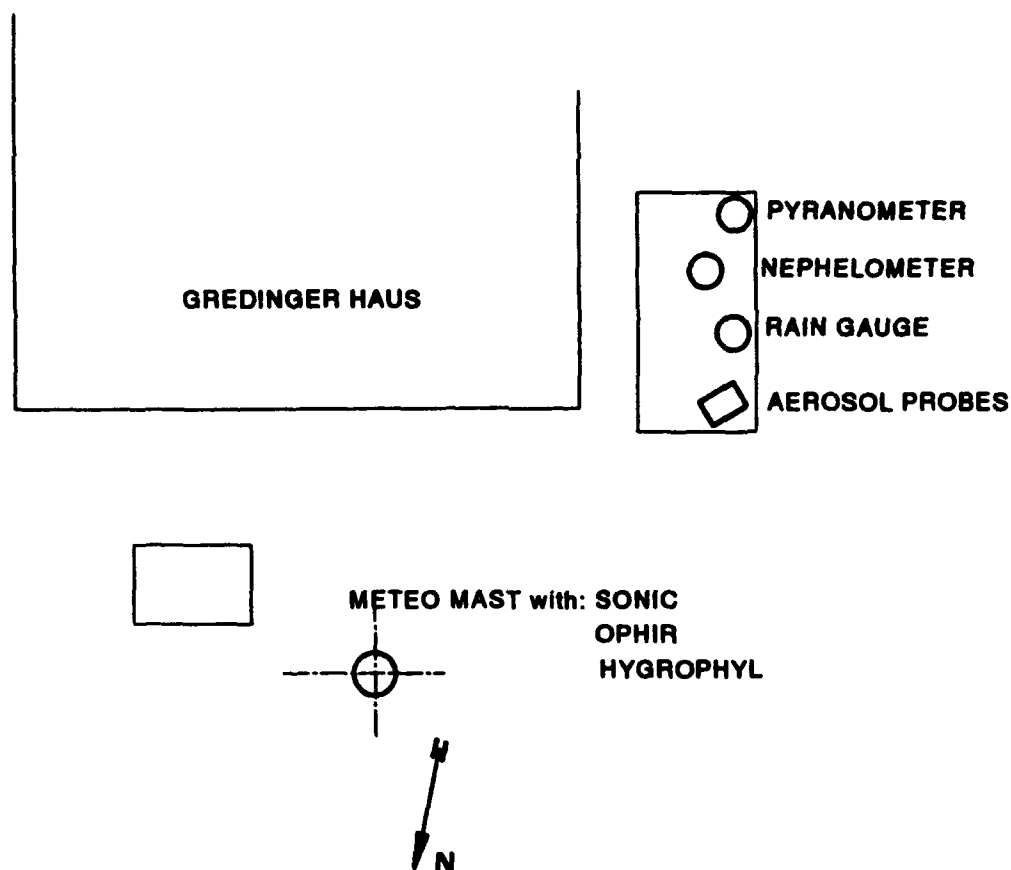 PYRANOMETER
NEPHELOMETER
GREDINGER HAUS
RAIN GAUGE
AEROSOL PROBES
METEO MAST with: SONIC
OPHIR
HYGROPHYL
N